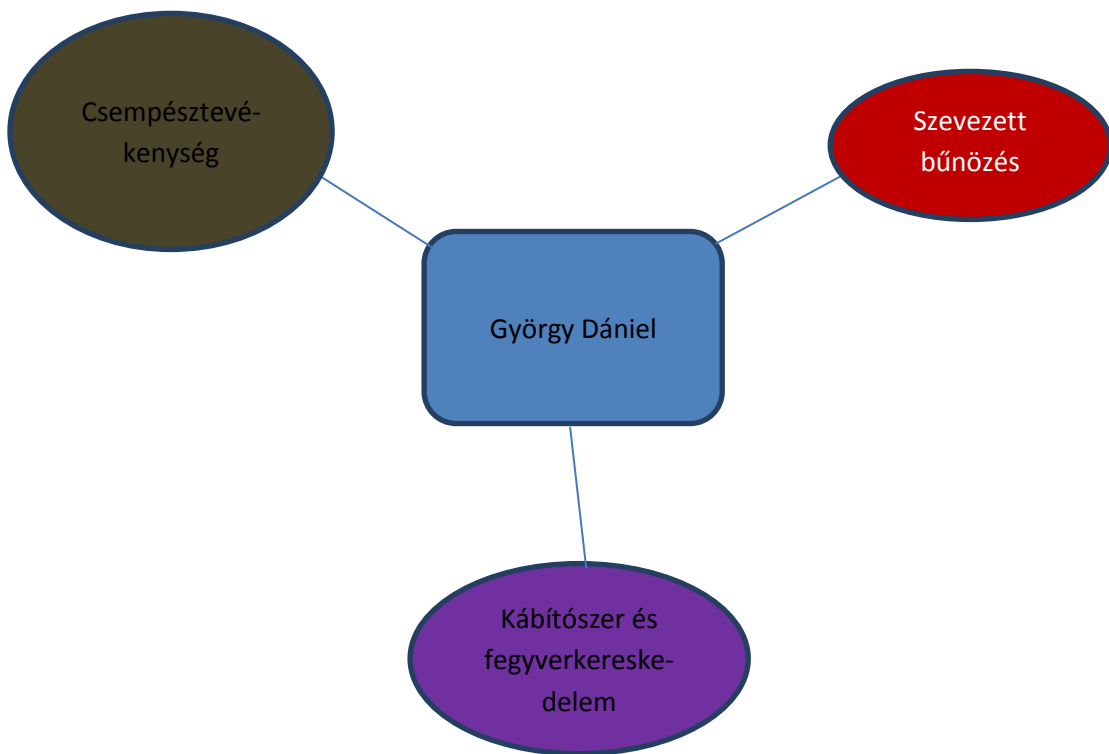 Csempésztevé-
kenység
Szevezett
bűnözés
György Dániel
Kábítószer és
fegyverkereske-
delem